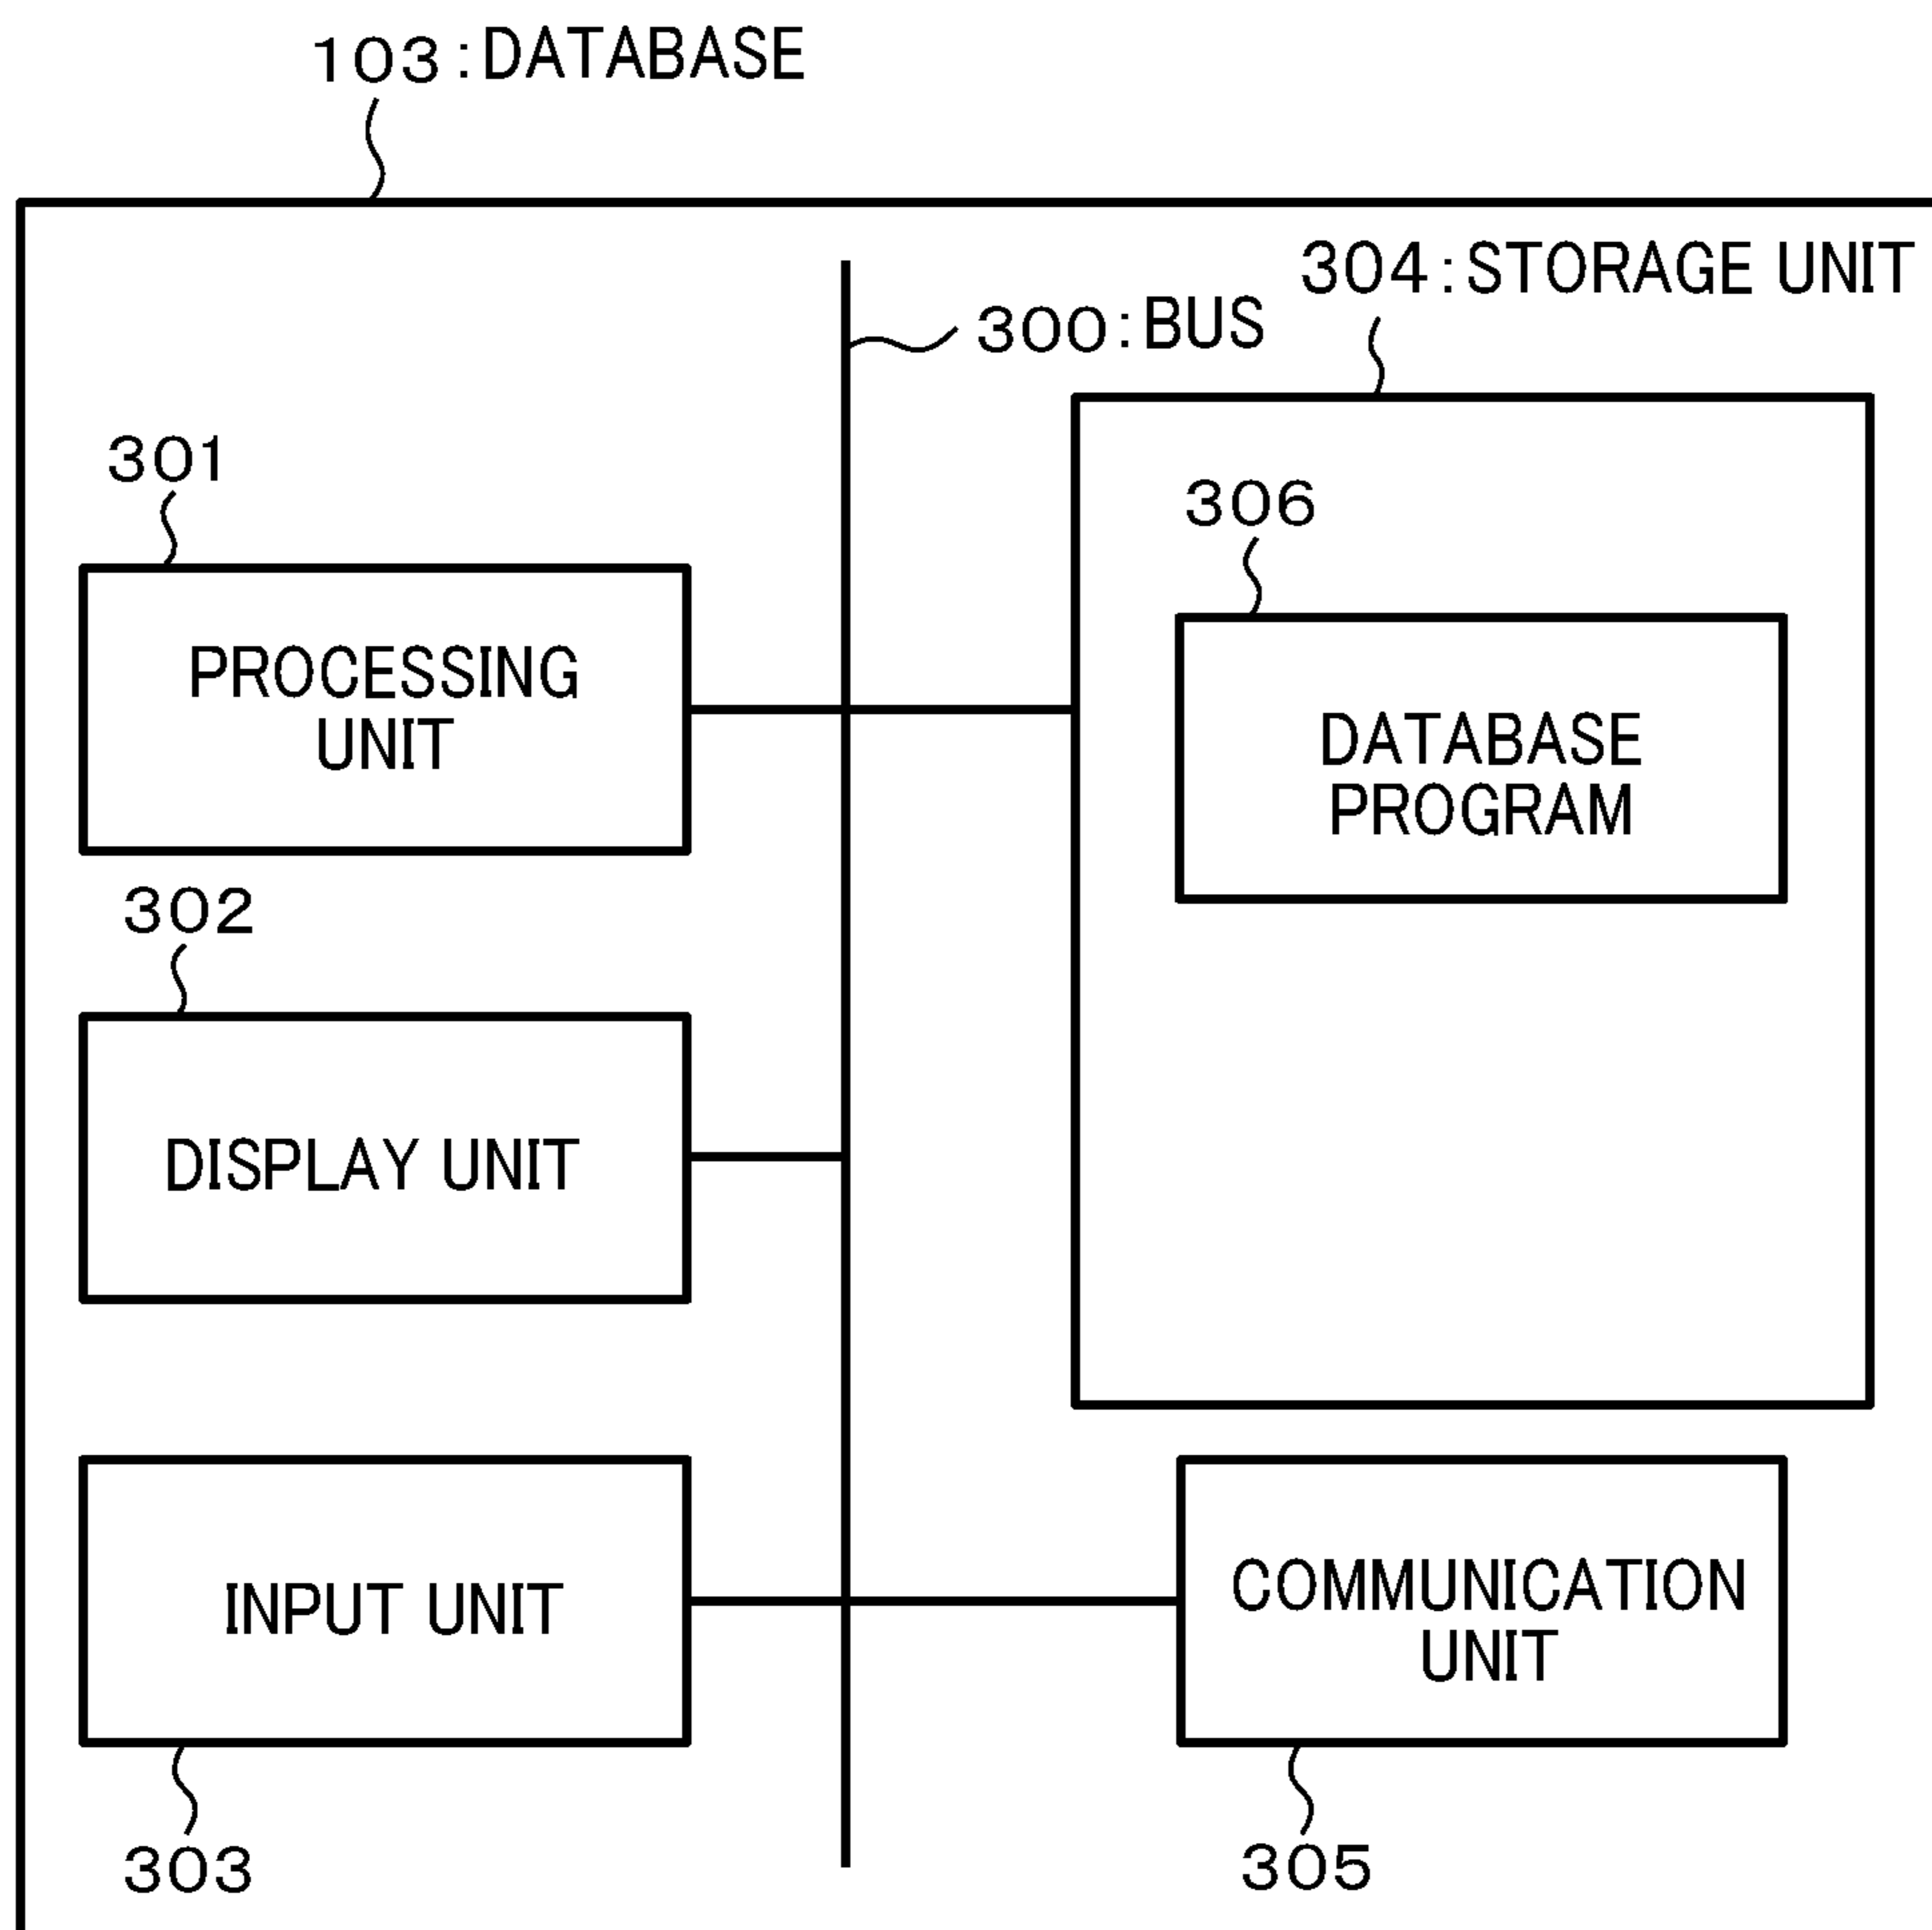 103:DATABASE
304:STORAGE UNIT
300:BUS
301
PROCESSING
UNIT
306
DATABASE
PROGRAM
302
DISPLAY UNIT
INPUT UNIT
303
COMMUNICATION
UNIT
305